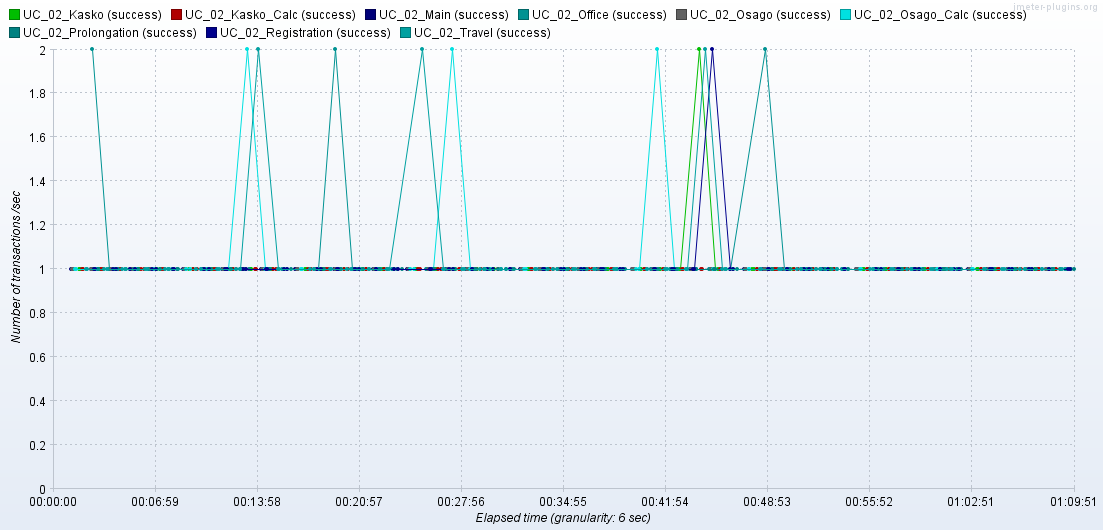 jmeter-plugins.org
UC_02_Kasko (success) UC_02_Kasko_Calc (success) UC_02_Main (success) UC_02_Office (success) UC_02_Osago (success) UC_02_Osago_Calc (success)
UC_02_Prolongation (success) UC_02_Registration (success) UC_02_Travel (success)
2
1.8
1.6
1.4
1.2
1
0.8
0.6
0.4
0.2
0
Number of transactions /sec
00:00:00 00:06:59 00:13:58 00:20:57 00:27:56 00:34:55 00:41:54 00:48:53 00:55:52 01:02:51 01:09:51
Elapsed time (granularity: 6 sec)